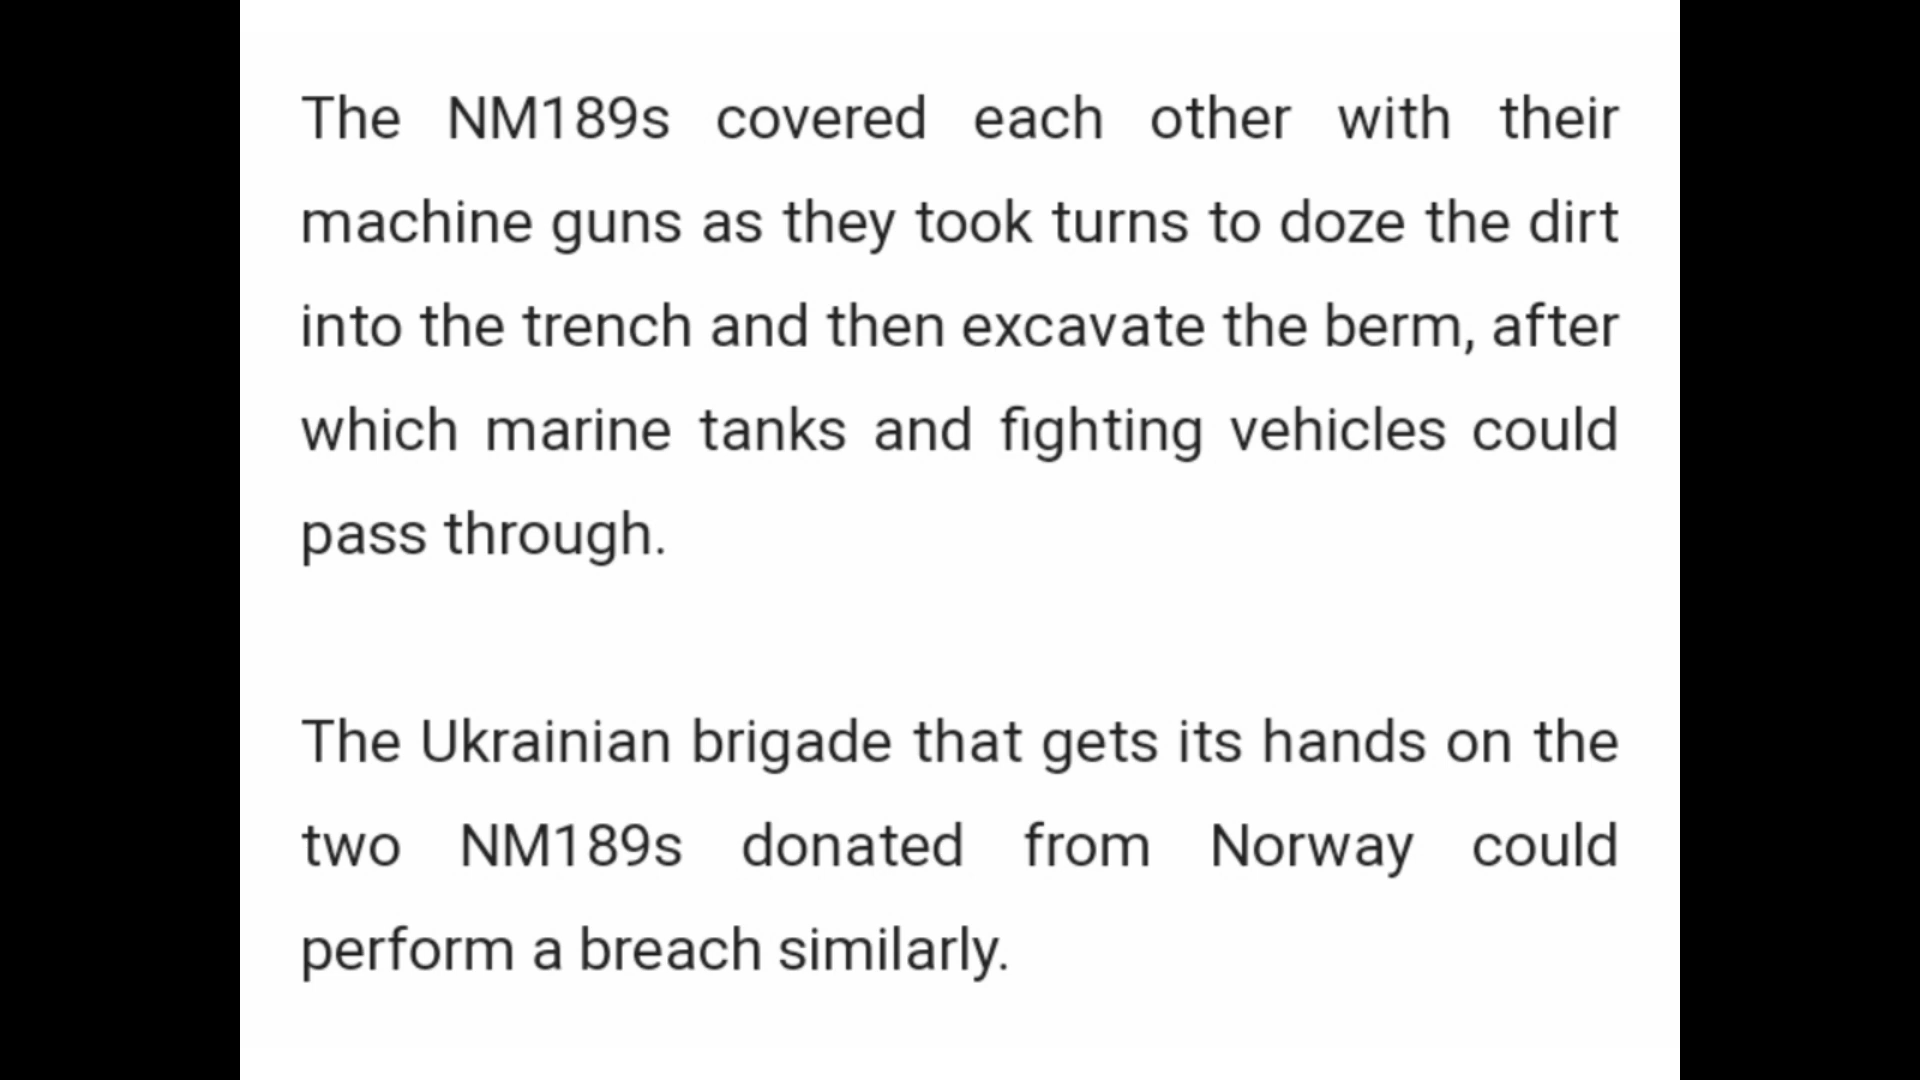 The NM189s covered each other with their
machine guns as they took turns to doze the dirt
into the trench and then excavate the berm, after
which marine tanks and fighting vehicles could
pass through.
The Ukrainian brigade that gets its hands on the
two NM189s donated from Norway could
perform a breach similarly.